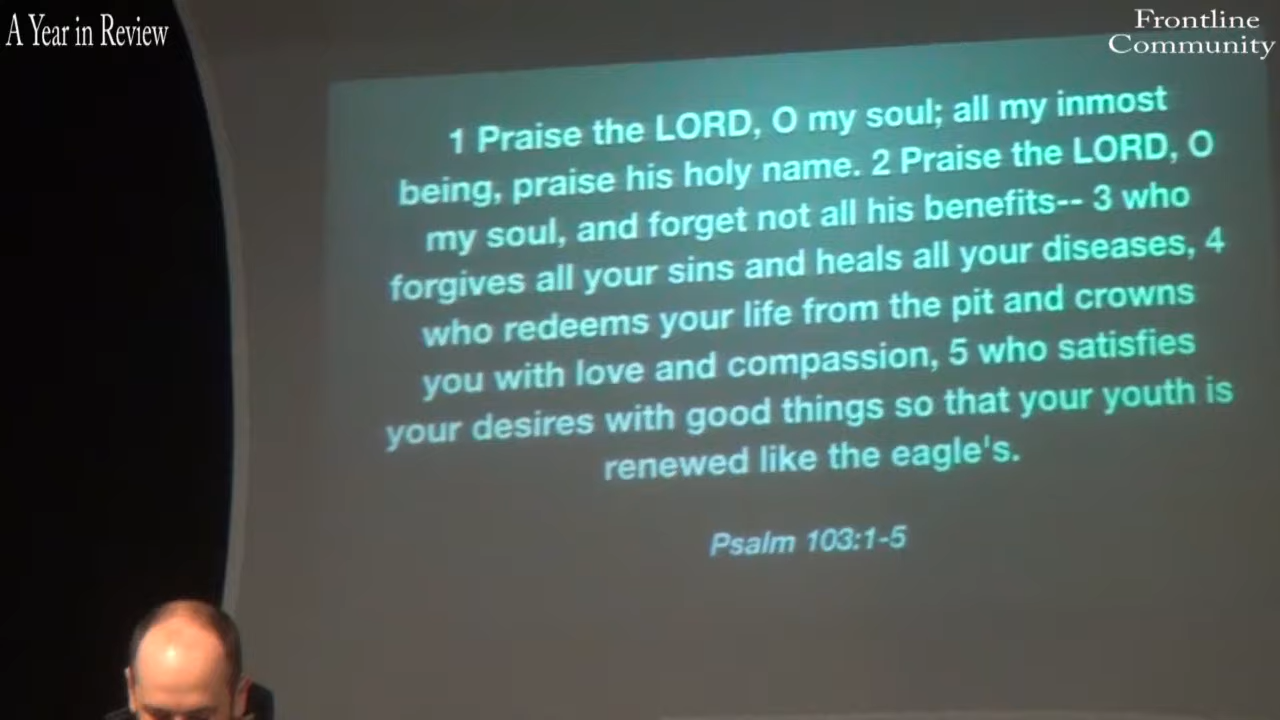 A Year in Review
Frontline
Community
1 Praise the LORD, O my soul; all my inmost
being, praise his holy name. 2 Praise the LORD, O
my soul, and forget not all his benefits-- 3 who
forgives all your sins and heals all your diseases, 4
who redeems your life from the pit and crowns
you with love and compassion, 5 who satisfies
your desires with good things so that your youth is
renewed like the eagle's.
Psalm 103:1-5